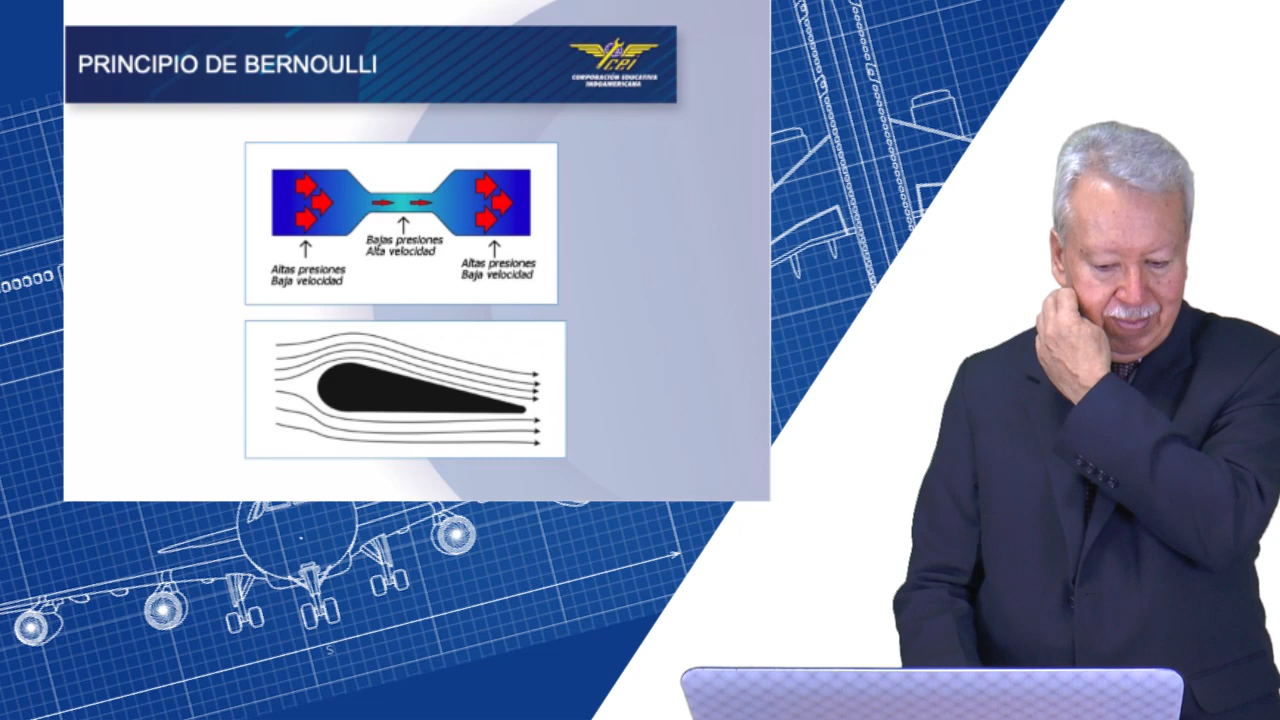 PRINCIPIO DE BERNOULLI
C.E.I
CORPORACIÓN EDUCATIVA
INDOAMERICANA
Bajas presiones
Alta velocidad
Altas presiones
Baja velocidad
Altas presiones
Baja velocidad
S